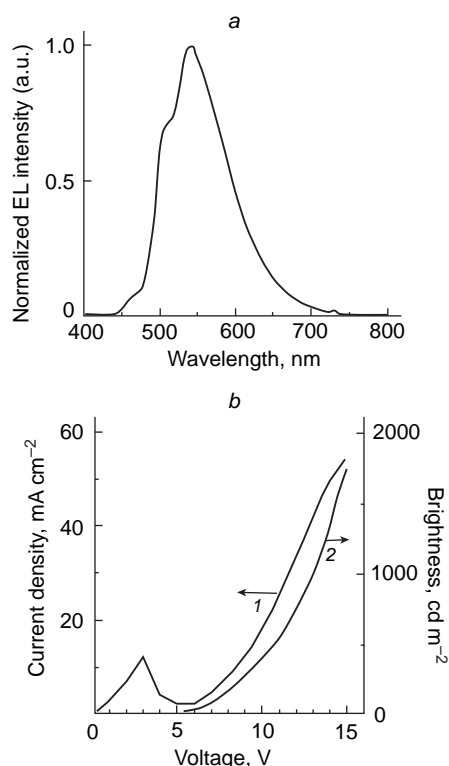 a
Normalized EL intensity (a.u.)
1.0
0.5
0
400 500 600 700 800
Wavelength, nm
b
Current density, mA cm−2
60
40
20
0 5 10 15
Voltage, V
2000
1000
0
Brightness, cd m−2
1
2